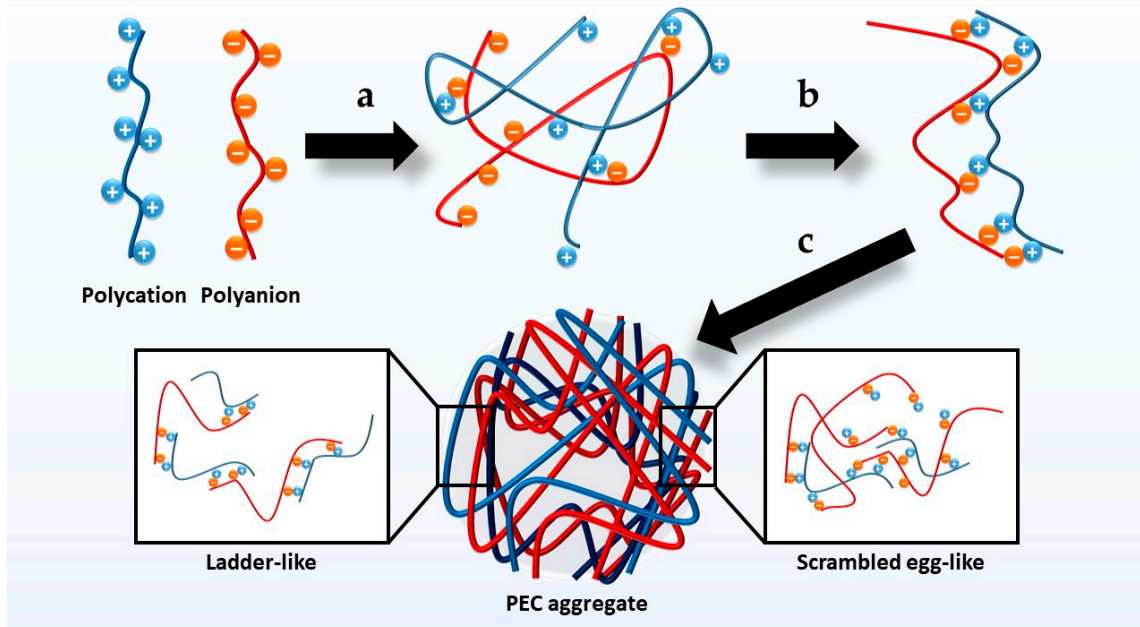 a
b
c
Polycation
Polyanion
Ladder-like
Scrambled egg-like
PEC aggregate